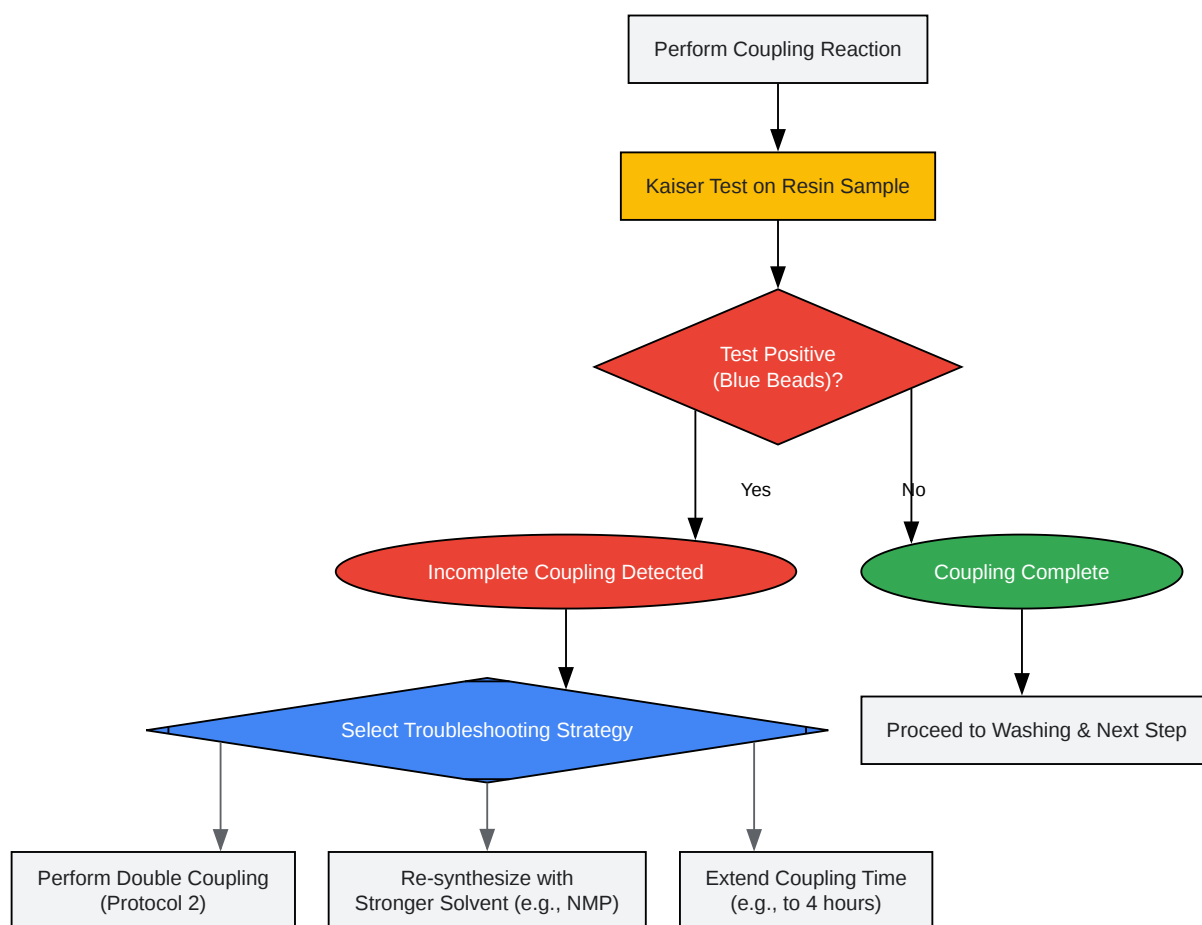 Perform Coupling Reaction
Kaiser Test on Resin Sample
Test Positive
(Blue Beads)?
Yes
No
Incomplete Coupling Detected
Coupling Complete
Select Troubleshooting Strategy
Proceed to Washing & Next Step
Perform Double Coupling
(Protocol 2)
Re-synthesize with
Stronger Solvent (e.g., NMP)
Extend Coupling Time
(e.g., to 4 hours)